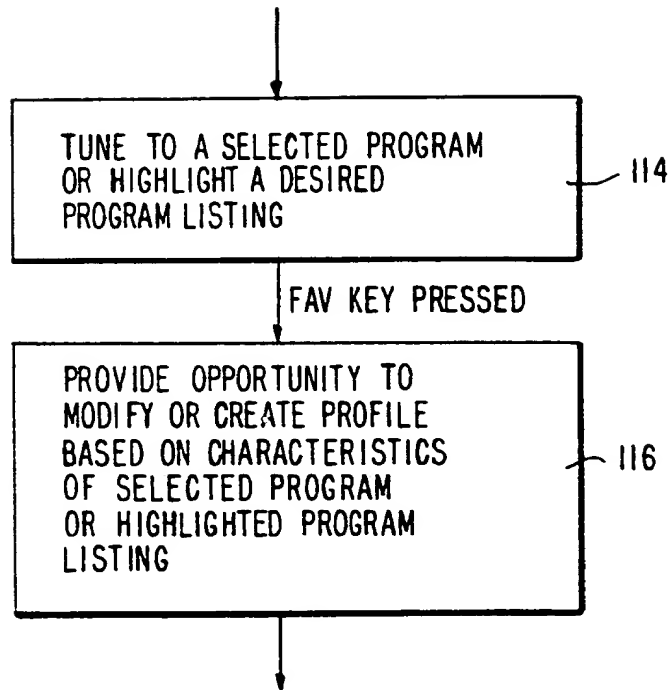 TUNE TO A SELECTED PROGRAM
OR HIGHLIGHT A DESIRED
PROGRAM LISTING
114
FAV KEY PRESSED
PROVIDE OPPORTUNITY TO
MODIFY OR CREATE PROFILE
BASED ON CHARACTERISTICS
OF SELECTED PROGRAM
OR HIGHLIGHTED PROGRAM
LISTING
116